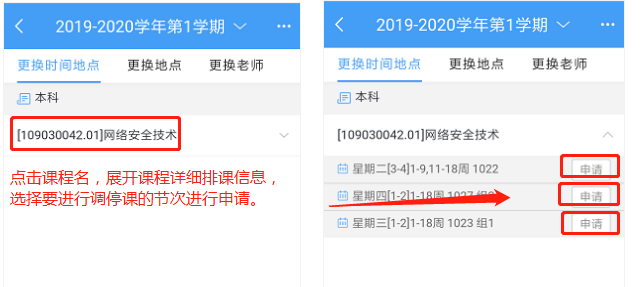 2019-2020学年第1学期
更换时间地点 更换地点 更换老师
本科
[109030042.01]网络安全技术
点击课程名，展开课程详细排课信息，
选择要进行调停课的节次进行申请。
2019-2020学年第1学期
更换时间地点 更换地点 更换老师
本科
[109030042.01]网络安全技术
星期二[3-4]1-9,11-18周 1022 申请
星期四[1-2]1-18周 1027 申请
星期三[1-2]1-18周 1023 组1 申请